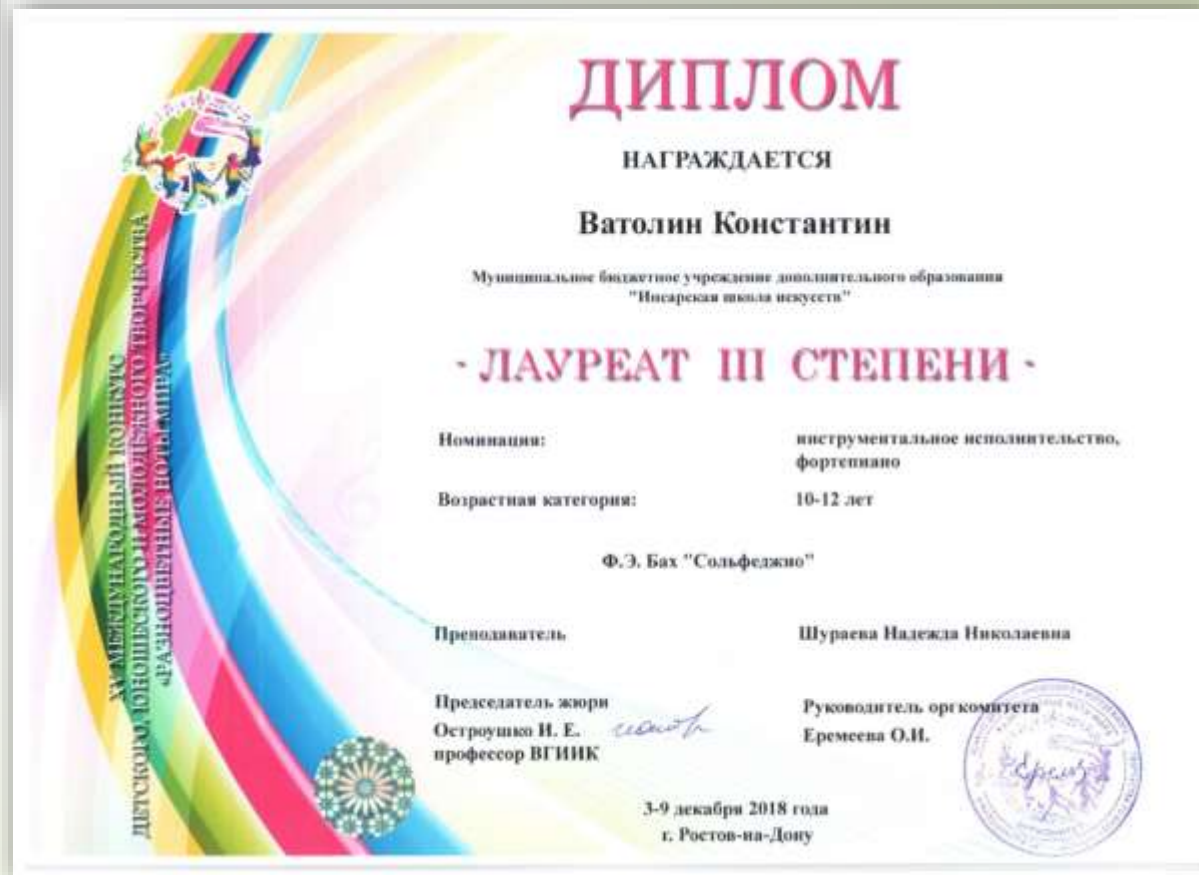 ДИПЛОМ
НАГРАЖДАЕТСЯ
Ватолин Константин
Муниципальное бюджетное учреждение дополнительного образования
"Инсарская школа искусств"
- ЛАУРЕАТ III СТЕПЕНИ -
Номинация: инструментальное исполнительство,
фортепиано
Возрастная категория: 10-12 лет
Ф.Э. Бах "Сольфеджио"
Преподаватель Шураева Надежда Николаевна
Председатель жюри
Остроушко И. Е.
профессор ВГИИК
Руководитель оргкомитета
Еремеева О.И.
3-9 декабря 2018 года
г. Ростов-на-Дону
XV МЕЖДУНАРОДНЫЙ КОНКУРС
ДЕТСКОГО, ЮНОШЕСКОГО И МОЛОДЕЖНОГО ТВОРЧЕСТВА
«РАЗНОЦВЕТНЫЕ НОТЫ МИРА»